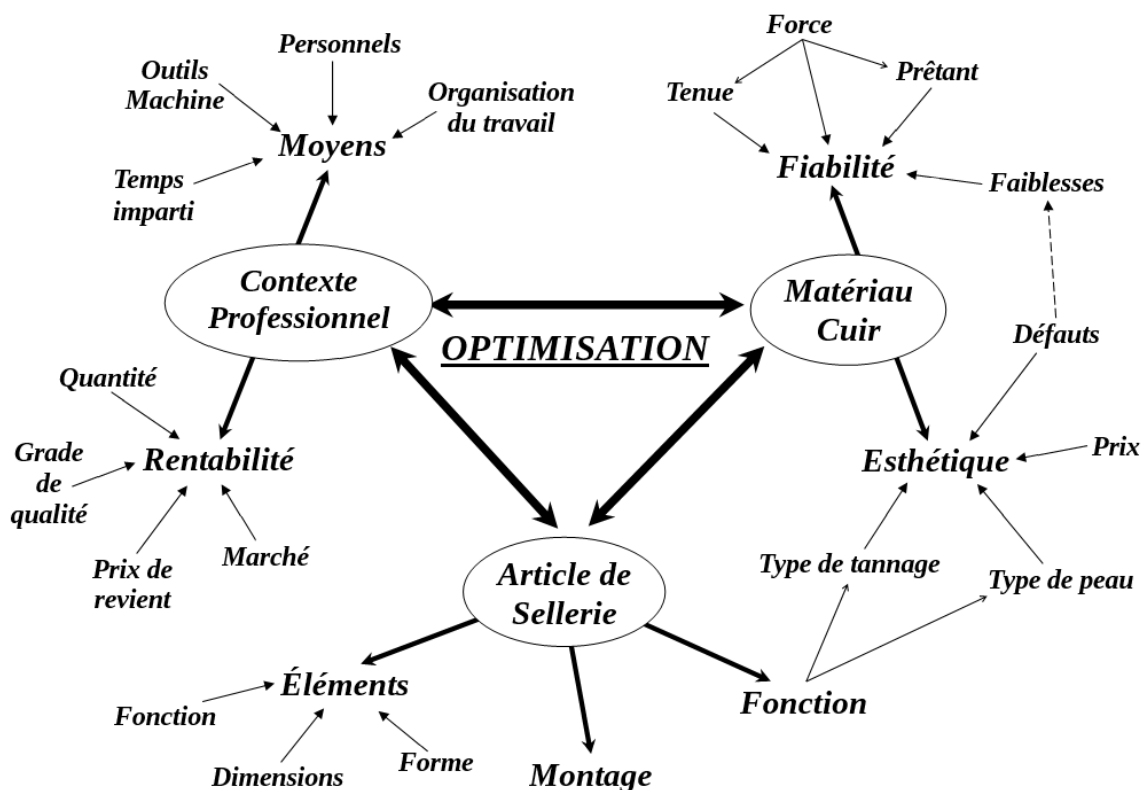 Personnels
Outils
Machine
Organisation
du travail
Moyens
Temps
imparti
Force
Prêtant
Tenue
Fiabilité
Faiblesses
Contexte
Professionnel
Matériau
Cuir
OPTIMISATION
Défauts
Quantité
Rentabilité
Grade
de
qualité
Prix de
revient
Marché
Esthétique
Prix
Type de tannage
Type de peau
Article de
Sellerie
Éléments
Fonction
Dimensions
Forme
Montage
Fonction